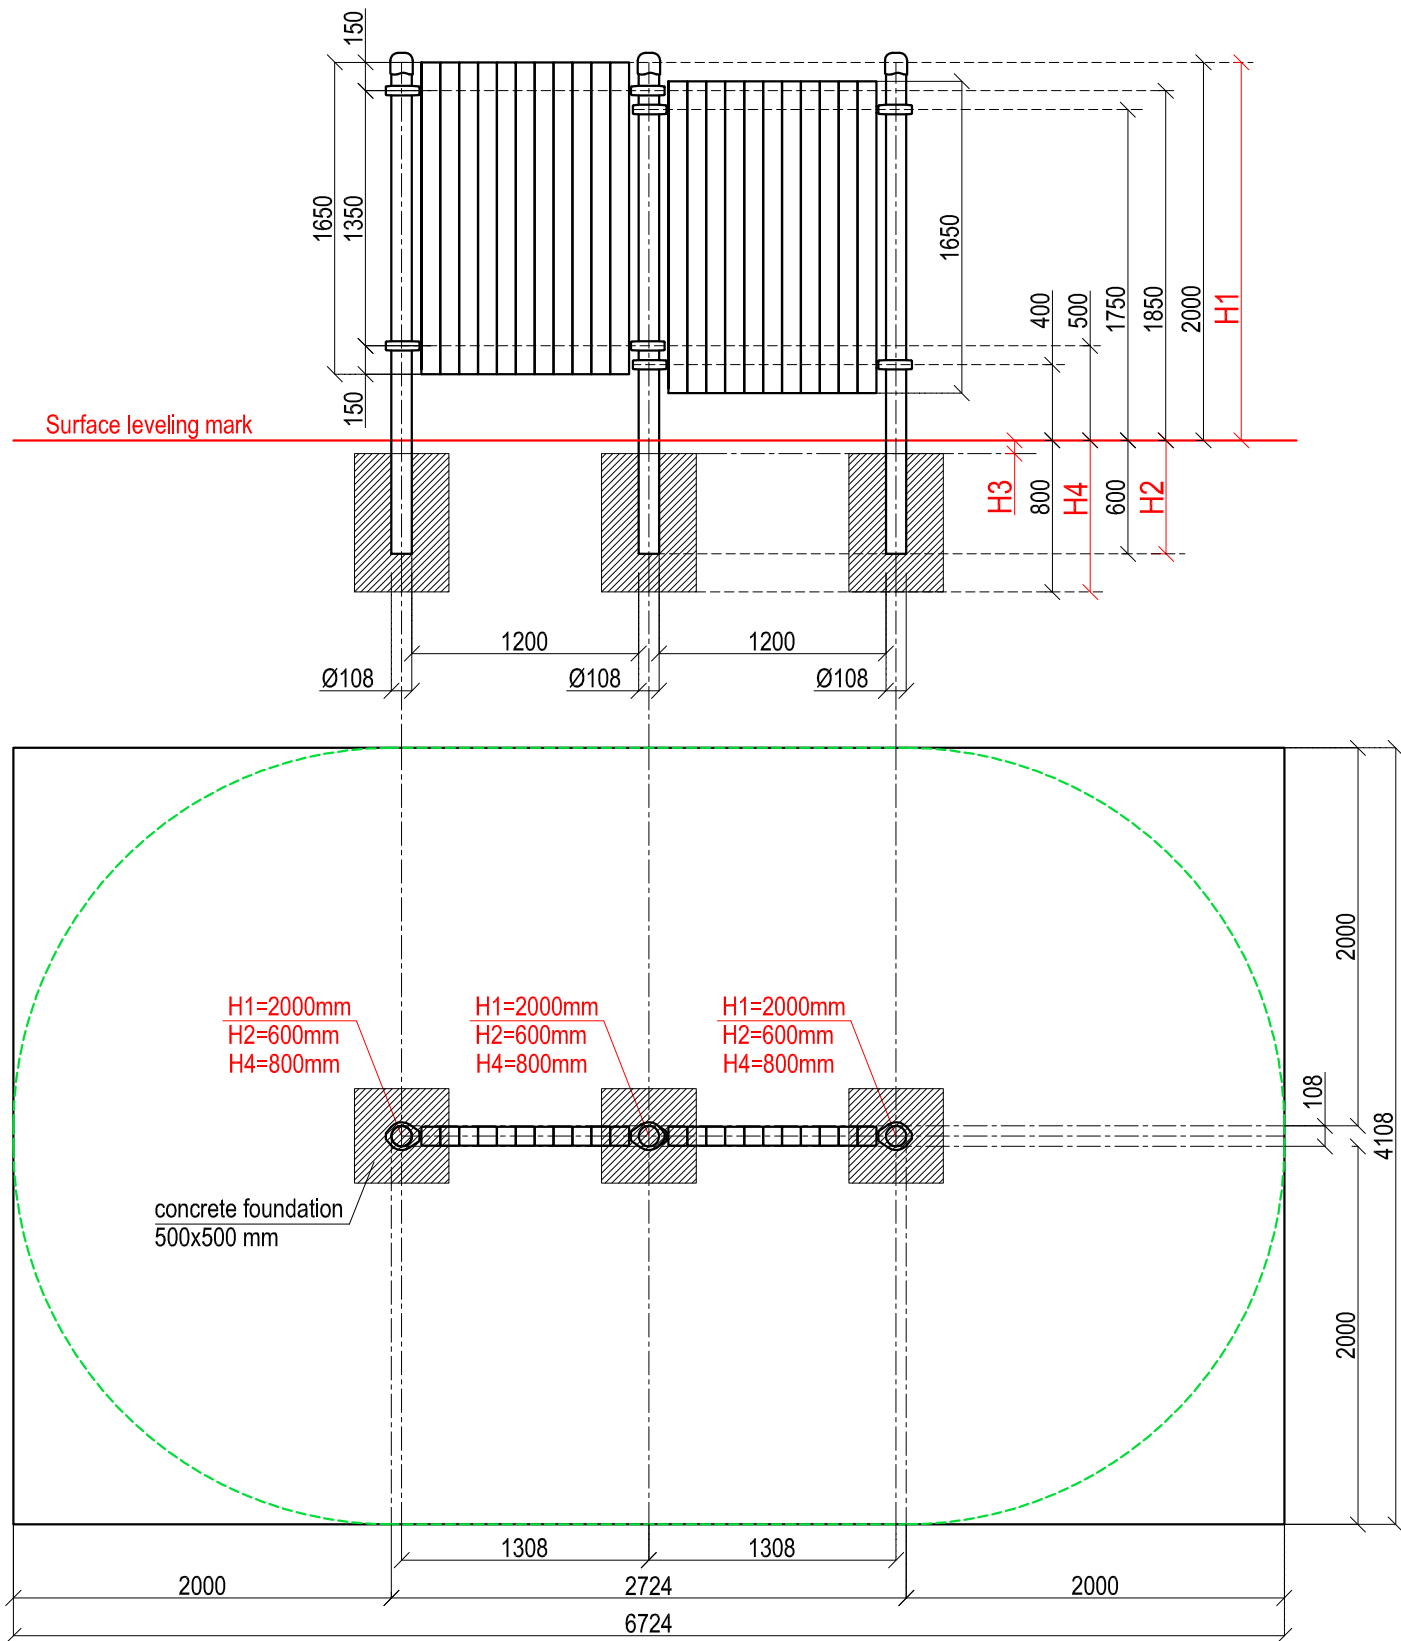 150
1650
1350
150
1650
400
500
1750
1850
2000
H1
Surface leveling mark
H3
800
H4
600
H2
1200
1200
Ø108
Ø108
Ø108
2000
H1=2000mm
H2=600mm
H4=800mm
H1=2000mm
H2=600mm
H4=800mm
H1=2000mm
H2=600mm
H4=800mm
108
4108
concrete foundation
500x500 mm
2000
1308
1308
2000
2724
2000
6724